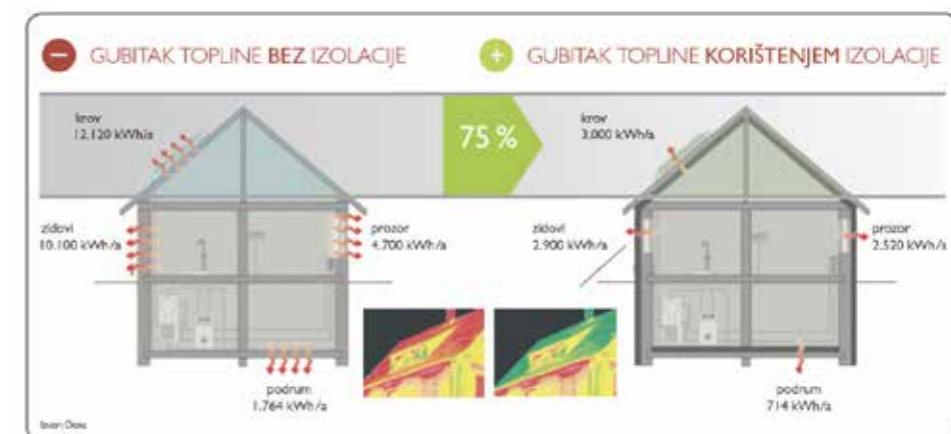 GUBITAK TOPLINE BEZ IZOLACIJE
GUBITAK TOPLINE KORIŠTENJEM IZOLACIJE
krov
12.120 kWh/a
75 %
krov
3.000 kWh/a
zidovi
10.100 kWh/a
prozor
4.700 kWh/a
zidovi
2.900 kWh/a
prozor
2.520 kWh/a
podrum
1.764 kWh/a
podrum
714 kWh/a